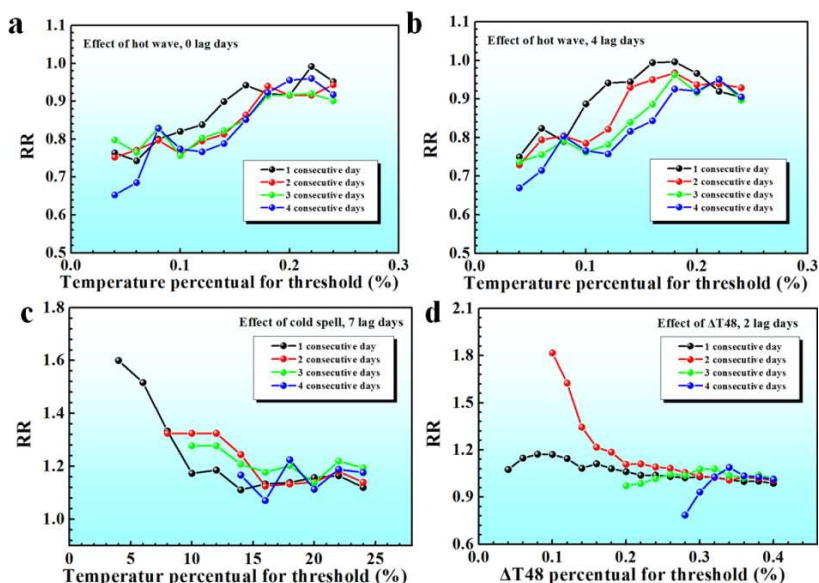 a
Effect of hot wave, 0 lag days
RR
1.1
1.0
0.9
0.8
0.7
0.6
0.5
1 consecutive day
2 consecutive days
3 consecutive days
4 consecutive days
0.0 0.1 0.2 0.3
Temperature percentual for threshold (%)
b
Effect of hot wave, 4 lag days
RR
1.1
1.0
0.9
0.8
0.7
0.6
0.5
1 consecutive day
2 consecutive days
3 consecutive days
4 consecutive days
0.0 0.1 0.2 0.3
Temperature percentual for threshold (%)
c
Effect of cold spell, 7 lag days
RR
1.8
1.6
1.4
1.2
1.0
1 consecutive day
2 consecutive days
3 consecutive days
4 consecutive days
0 5 10 15 20 25
Temperatur percentual for threshold (%)
d
Effect of ΔT48, 2 lag days
RR
2.1
1.8
1.5
1.2
0.9
0.6
1 consecutive day
2 consecutive days
3 consecutive days
4 consecutive days
0.0 0.1 0.2 0.3 0.4
ΔT48 percentual for threshold (%)